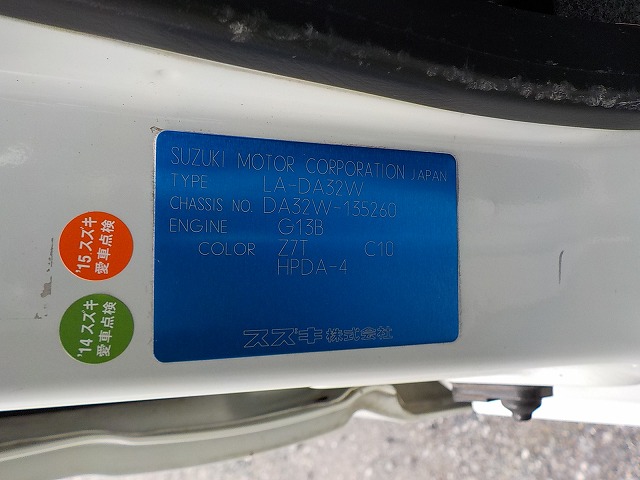 SUZUKI MOTOR CORPORATION JAPAN
TYPE LA-DA32W
CHASSIS NO. DA32W-135260
ENGINE G13B
COLOR Z7T C10
HPDA-4
スズキ株式会社
'15 スズキ
愛車点検
'14 スズキ
愛車点検